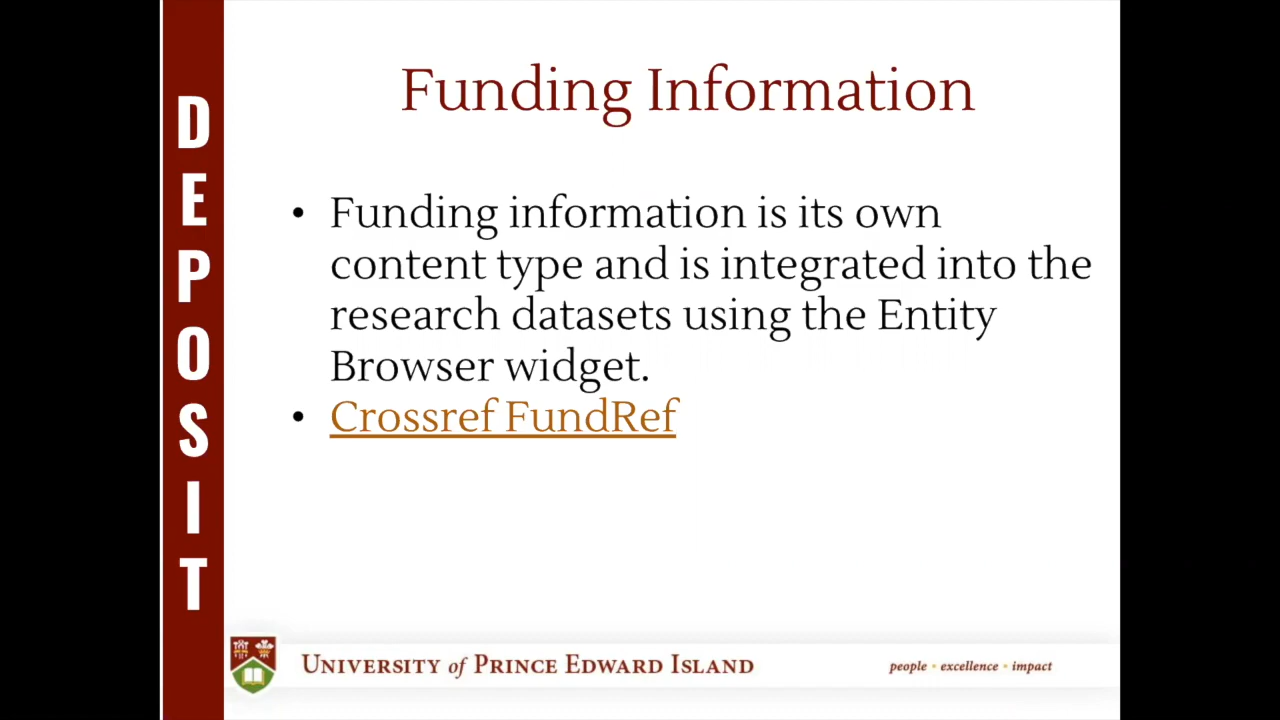 DEPOSIT
Funding Information
• Funding information is its own
content type and is integrated into the
research datasets using the Entity
Browser widget.
• Crossref FundRef
UNIVERSITY of PRINCE EDWARD ISLAND
people • excellence • impact